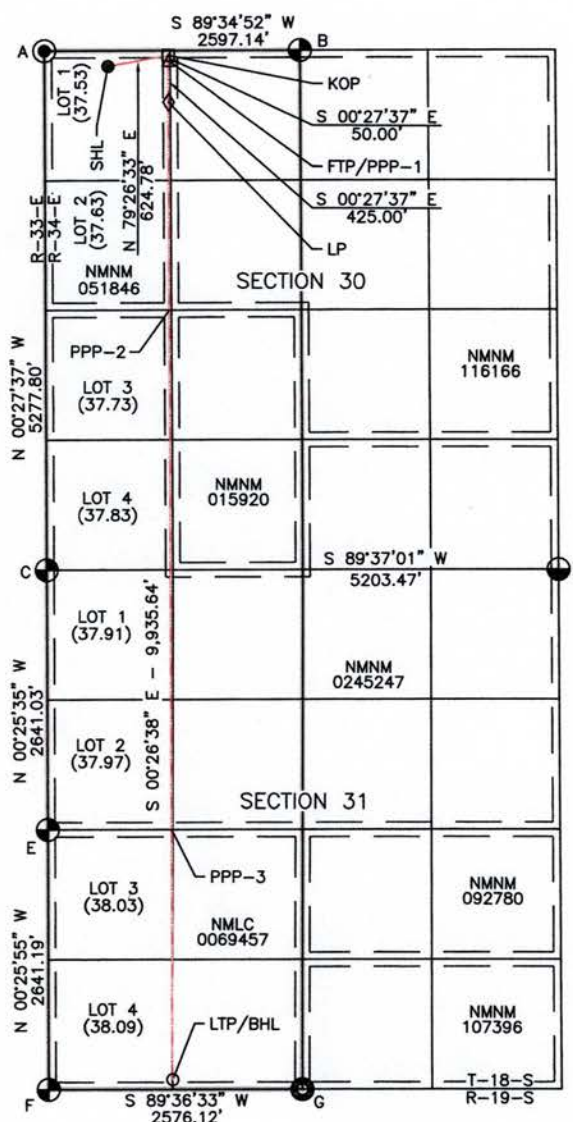 S 89°34'52" W
2597.14'
A
B
LOT 1
(37.53)
SHL
KOP
S 00°27'37" E
50.00'
FTP/PPP-1
N 79°26'33" E
624.78'
S 00°27'37" E
425.00'
LP
R-33-E
R-34-E
LOT 2
(37.63)
NMNM
051846
SECTION 30
PPP-2
NMNM
116166
N 00°27'37" W
5277.80'
LOT 3
(37.73)
LOT 4
(37.83)
NMNM
015920
C
S 89°37'01" W
5203.47'
LOT 1
(37.91)
S 00°26'38" E - 9,935.64'
NMNM
0245247
N 00°25'35" W
2641.03'
LOT 2
(37.97)
SECTION 31
E
PPP-3
LOT 3
(38.03)
NMLC
0069457
NMNM
092780
N 00°25'55" W
2641.19'
LOT 4
(38.09)
LTP/BHL
NMNM
107396
T-18-S
R-19-S
F
S 89°36'33" W
2576.12'
G